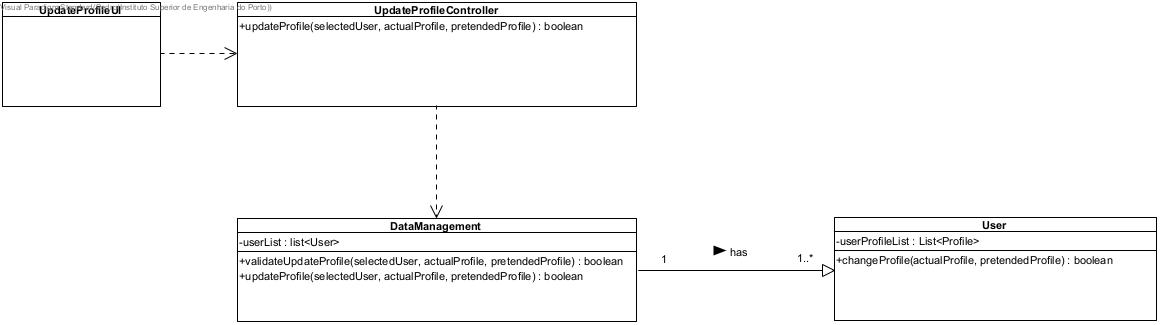 UpdateProfileUI
UpdateProfileController
+updateProfile(selectedUser, actualProfile, pretendedProfile) : boolean
DataManagement
-userList : list<User>
+validateUpdateProfile(selectedUser, actualProfile, pretendedProfile) : boolean
+updateProfile(selectedUser, actualProfile, pretendedProfile) : boolean
1
has
1..*
User
-userProfileList : List<Profile>
+changeProfile(actualProfile, pretendedProfile) : boolean
Visual Instituto Superior de Engenharia do Porto))